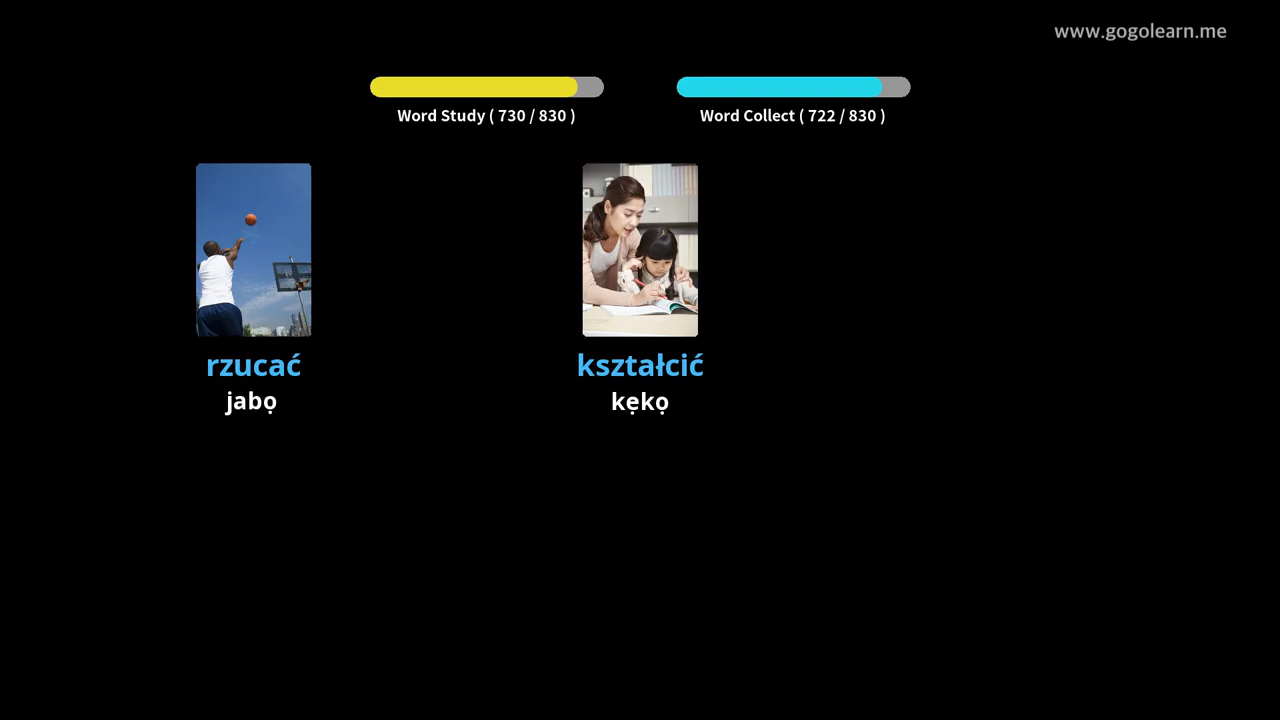 www.gogolearn.me
Word Study ( 730 / 830 )
Word Collect ( 722 / 830 )
rzucać
jabọ
kształcić
kẹkọ